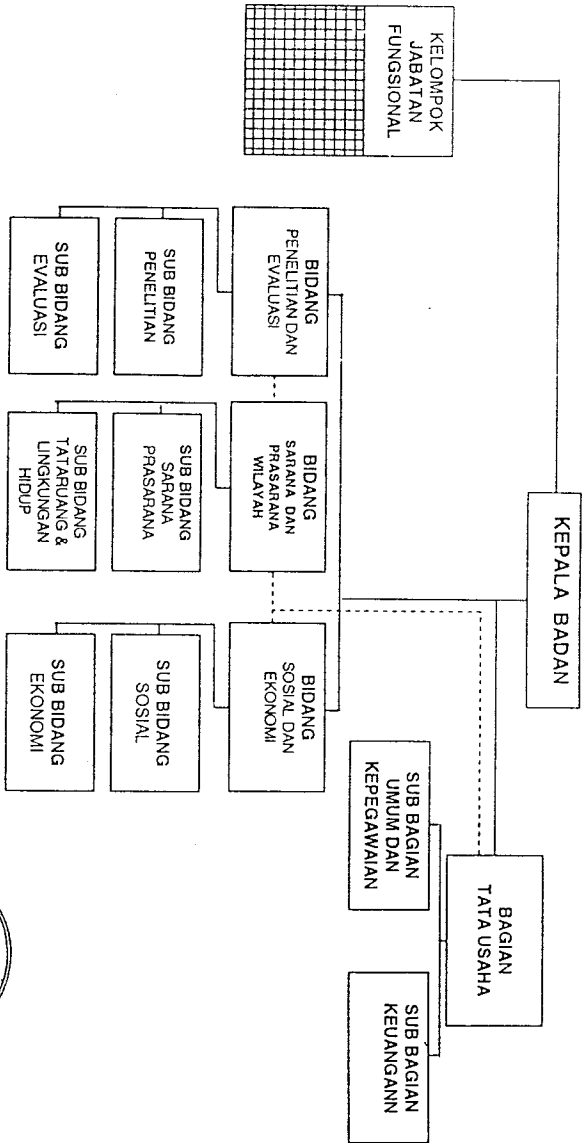 KEPALA BADAN
KELOMPOK
JABATAN
FUNGSIONAL
BAGIAN
TATA USAHA
SUB BAGIAN
UMUM DAN
KEPEGAWAIAN
SUB BAGIAN
KEUANGANN
BIDANG
PENELITIAN DAN
EVALUASI
BIDANG
SARANA DAN
PRASARANA
WILAYAH
BIDANG
SOSIAL DAN
EKONOMI
SUB BIDANG
PENELITIAN
SUB BIDANG
SARANA
PRASARANA
SUB BIDANG
SOSIAL
SUB BIDANG
EVALUASI
SUB BIDANG
TATARUANG &
LINGKUNGAN
HIDUP
SUB BIDANG
EKONOMI